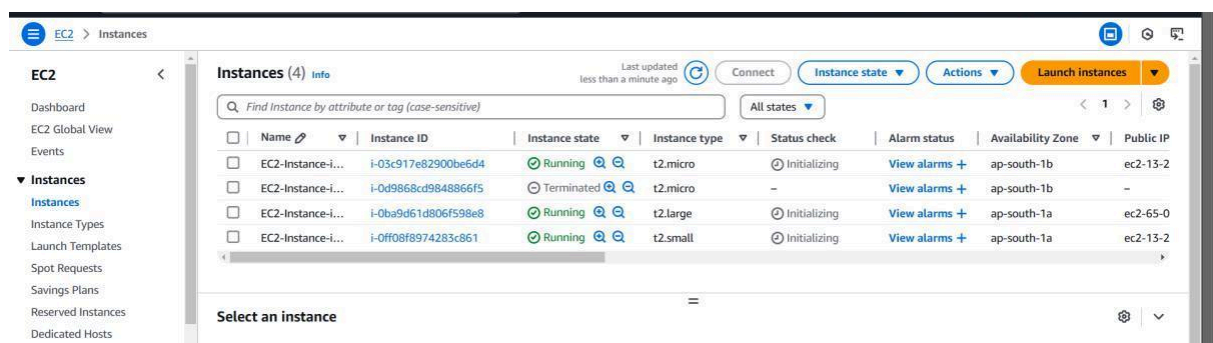 EC2 > Instances
EC2
Dashboard
EC2 Global View
Events
Instances
Instances
Instance Types
Launch Templates
Spot Requests
Savings Plans
Reserved Instances
Dedicated Hosts
Instances (4) Info
Last updated
less than a minute ago
Connect
Instance state
Actions
Launch instances
Find Instance by attribute or tag (case-sensitive)
All states
1
Name Instance ID Instance state Instance type Status check Alarm status Availability Zone Public IP
EC2-Instance-i... i-03c917e82900be6d4 Running t2.micro Initializing View alarms + ap-south-1b ec2-13-2
EC2-Instance-i... i-0d9868cd9848866f5 Terminated t2.micro – ap-south-1b –
EC2-Instance-i... i-0ba9d61d806f598e8 Running t2.large Initializing View alarms + ap-south-1a ec2-65-0
EC2-Instance-i... i-0ff08f8974283c861 Running t2.small Initializing View alarms + ap-south-1a ec2-13-2
Select an instance